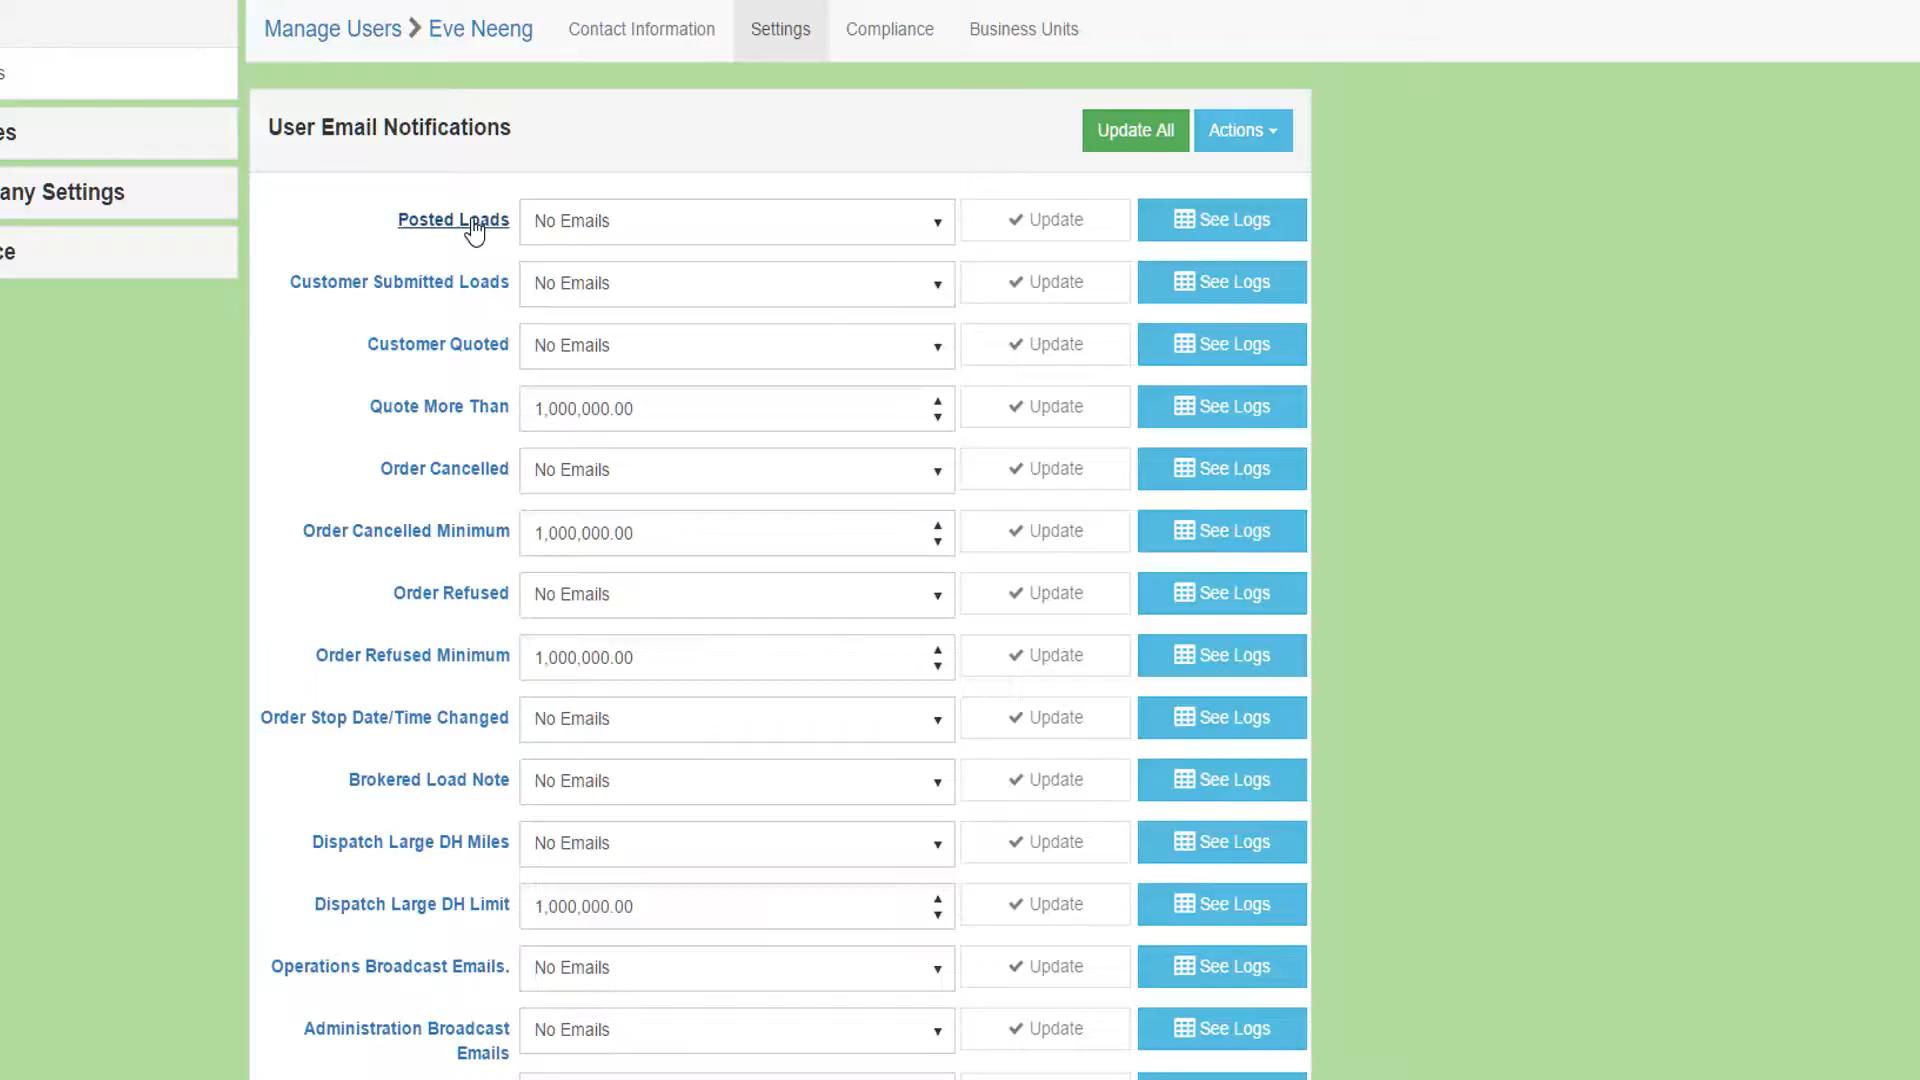 Manage Users > Eve Neeng Contact Information Settings Compliance Business Units
s
es
any Settings
ce
User Email Notifications Update All Actions
Posted Loads No Emails Update See Logs
Customer Submitted Loads No Emails Update See Logs
Customer Quoted No Emails Update See Logs
Quote More Than 1,000,000.00 Update See Logs
Order Cancelled No Emails Update See Logs
Order Cancelled Minimum 1,000,000.00 Update See Logs
Order Refused No Emails Update See Logs
Order Refused Minimum 1,000,000.00 Update See Logs
Order Stop Date/Time Changed No Emails Update See Logs
Brokered Load Note No Emails Update See Logs
Dispatch Large DH Miles No Emails Update See Logs
Dispatch Large DH Limit 1,000,000.00 Update See Logs
Operations Broadcast Emails. No Emails Update See Logs
Administration Broadcast No Emails Update See Logs
Emails